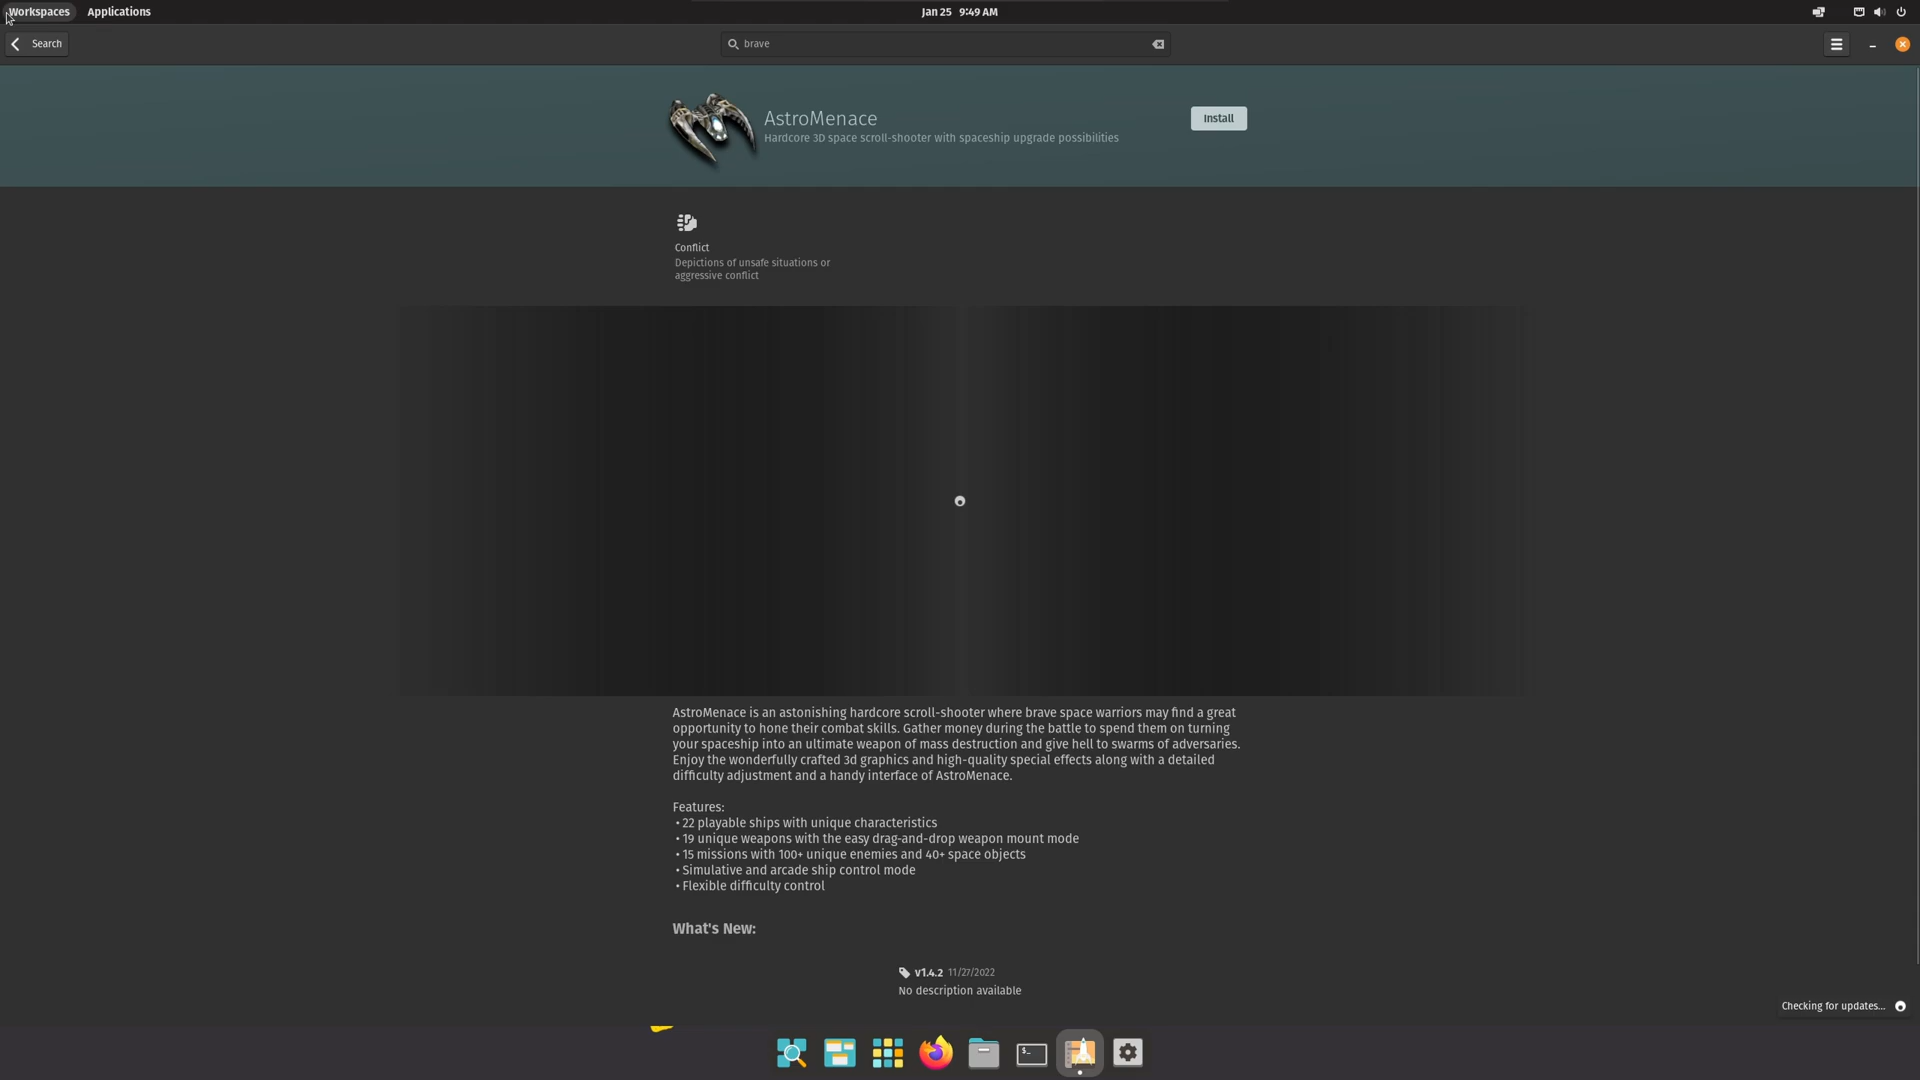 Workspaces Applications Jan 25 9:49 AM
Search brave
AstroMenace
Hardcore 3D space scroll-shooter with spaceship upgrade possibilities
Install
Conflict
Depictions of unsafe situations or
aggressive conflict
AstroMenace is an astonishing hardcore scroll-shooter where brave space warriors may find a great
opportunity to hone their combat skills. Gather money during the battle to spend them on turning
your spaceship into an ultimate weapon of mass destruction and give hell to swarms of adversaries.
Enjoy the wonderfully crafted 3d graphics and high-quality special effects along with a detailed
difficulty adjustment and a handy interface of AstroMenace.
Features:
• 22 playable ships with unique characteristics
• 19 unique weapons with the easy drag-and-drop weapon mount mode
• 15 missions with 100+ unique enemies and 40+ space objects
• Simulative and arcade ship control mode
• Flexible difficulty control
What's New:
v1.4.2 11/27/2022
No description available
Checking for updates...